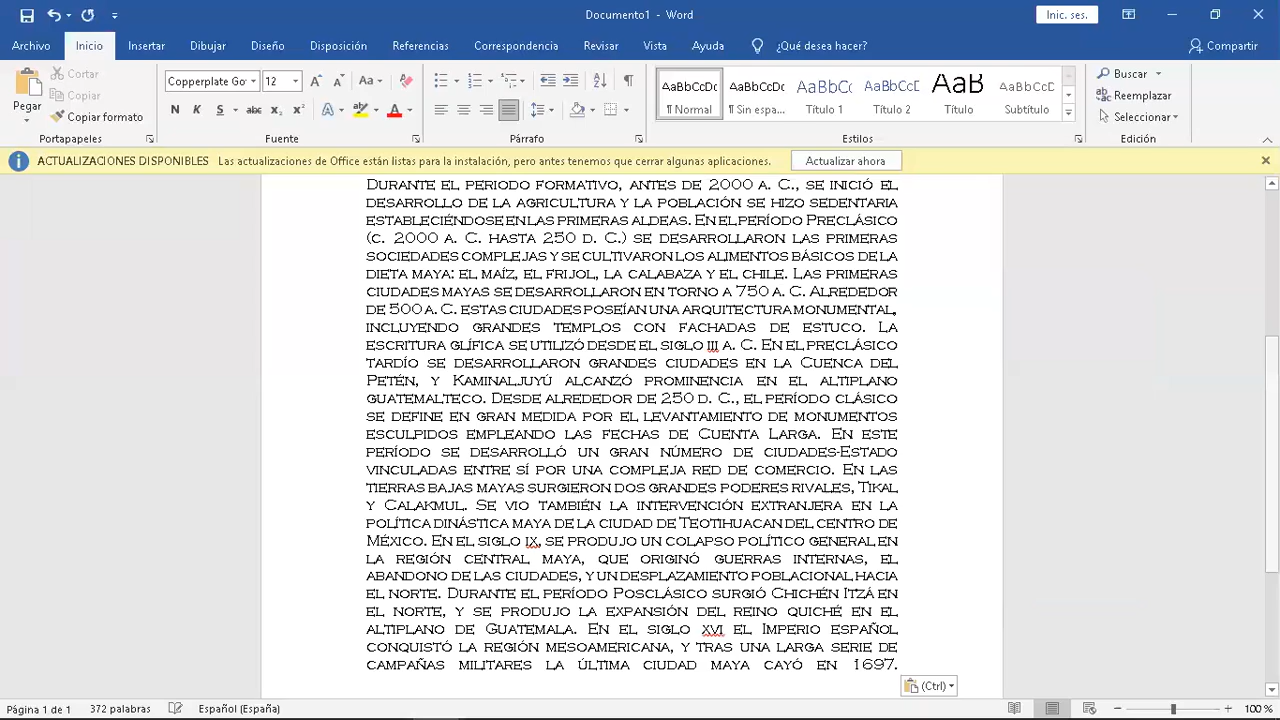 Documento1 - Word
Inic. ses.
Archivo Inicio Insertar Dibujar Diseño Disposición Referencias Correspondencia Revisar Vista Ayuda ¿Qué desea hacer? Compartir
Pegar
Cortar
Copiar
Copiar formato
Portapapeles
Copperplate Go 12 A A Aa
N K S abc x₂ x² A A
Fuente
Párrafo
AaBbCcDc AaBbCcDc AaBbC( AaBbCcC AaB AaBbCcD
¶ Normal ¶ Sin espa... Título 1 Título 2 Título Subtítulo
Estilos
Buscar
Reemplazar
Seleccionar
Edición
ACTUALIZACIONES DISPONIBLES Las actualizaciones de Office están listas para la instalación, pero antes tenemos que cerrar algunas aplicaciones. Actualizar ahora
Durante el periodo formativo, antes de 2000 a. C., se inició el
desarrollo de la agricultura y la población se hizo sedentaria
estableciéndose en las primeras aldeas. En el período Preclásico
(c. 2000 a. C. hasta 250 d. C.) se desarrollaron las primeras
sociedades complejas y se cultivaron los alimentos básicos de la
dieta maya: el maíz, el frijol, la calabaza y el chile. Las primeras
ciudades mayas se desarrollaron en torno a 750 a. C. Alrededor
de 500 a. C. estas ciudades poseían una arquitectura monumental,
incluyendo grandes templos con fachadas de estuco. La
escritura glífica se utilizó desde el siglo iii a. C. En el preclásico
tardío se desarrollaron grandes ciudades en la Cuenca del
Petén, y Kaminaljuyú alcanzó prominencia en el altiplano
guatemalteco. Desde alrededor de 250 d. C., el período clásico
se define en gran medida por el levantamiento de monumentos
esculpidos empleando las fechas de Cuenta Larga. En este
período se desarrolló un gran número de ciudades-Estado
vinculadas entre sí por una compleja red de comercio. En las
tierras bajas mayas surgieron dos grandes poderes rivales, Tikal
y Calakmul. Se vio también la intervención extranjera en la
política dinástica maya de la ciudad de Teotihuacan del centro de
México. En el siglo ix, se produjo un colapso político general en
la región central maya, que originó guerras internas, el
abandono de las ciudades, y un desplazamiento poblacional hacia
el norte. Durante el período Posclásico surgió Chichén Itzá en
el norte, y se produjo la expansión del reino quiché en el
altiplano de Guatemala. En el siglo xvi el Imperio español
conquistó la región mesoamericana, y tras una larga serie de
campañas militares la última ciudad maya cayó en 1697.
(Ctrl)
Página 1 de 1 372 palabras Español (España) 100 %